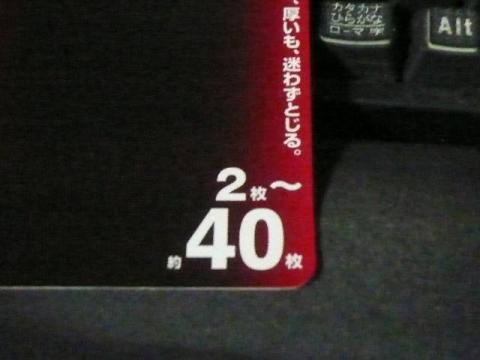 、厚いも、迷わずとじる。
2枚〜
約40枚
カタカナ
ひらがな
ローマ字
Alt